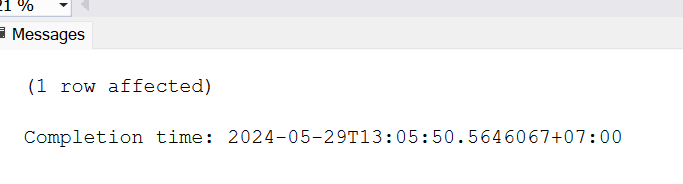 21 %
Messages
(1 row affected)
Completion time: 2024-05-29T13:05:50.5646067+07:00